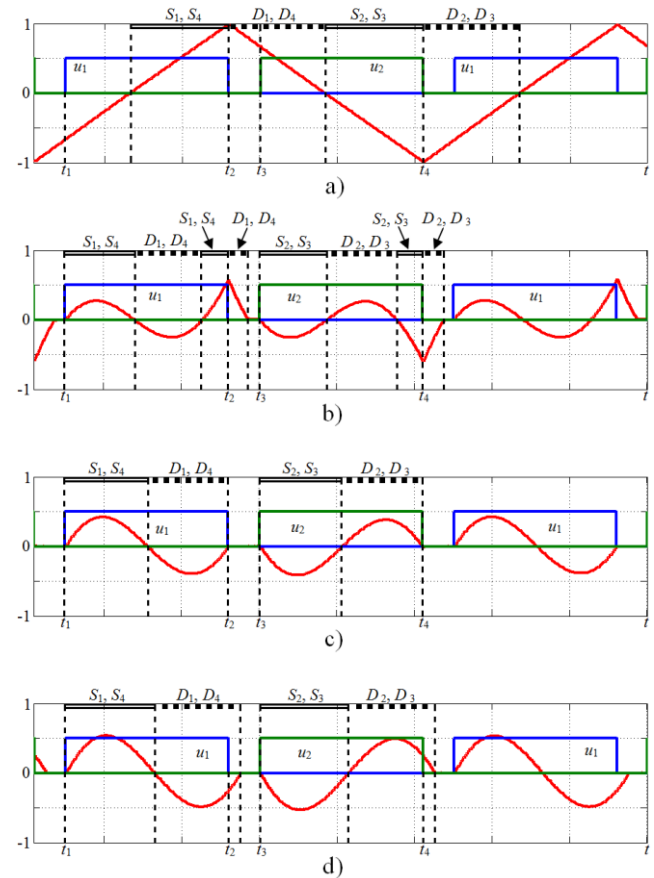 S1, S4 D1, D4 S2, S3 D2, D3
1
u1 u2 u1
0
-1
t1 t2 t3 t4 t
a)
S1, S4 D1, D4 S2, S3 D2, D3
S1, S4 D1, D4 S2, S3 D2, D3
1
u1 u2 u1
0
-1
t1 t2 t3 t4 t
b)
S1, S4 D1, D4 S2, S3 D2, D3
1
u1 u2 u1
0
-1
t1 t2 t3 t4 t
c)
S1, S4 D1, D4 S2, S3 D2, D3
1
u1 u2 u1
0
-1
t1 t2 t3 t4 t
d)